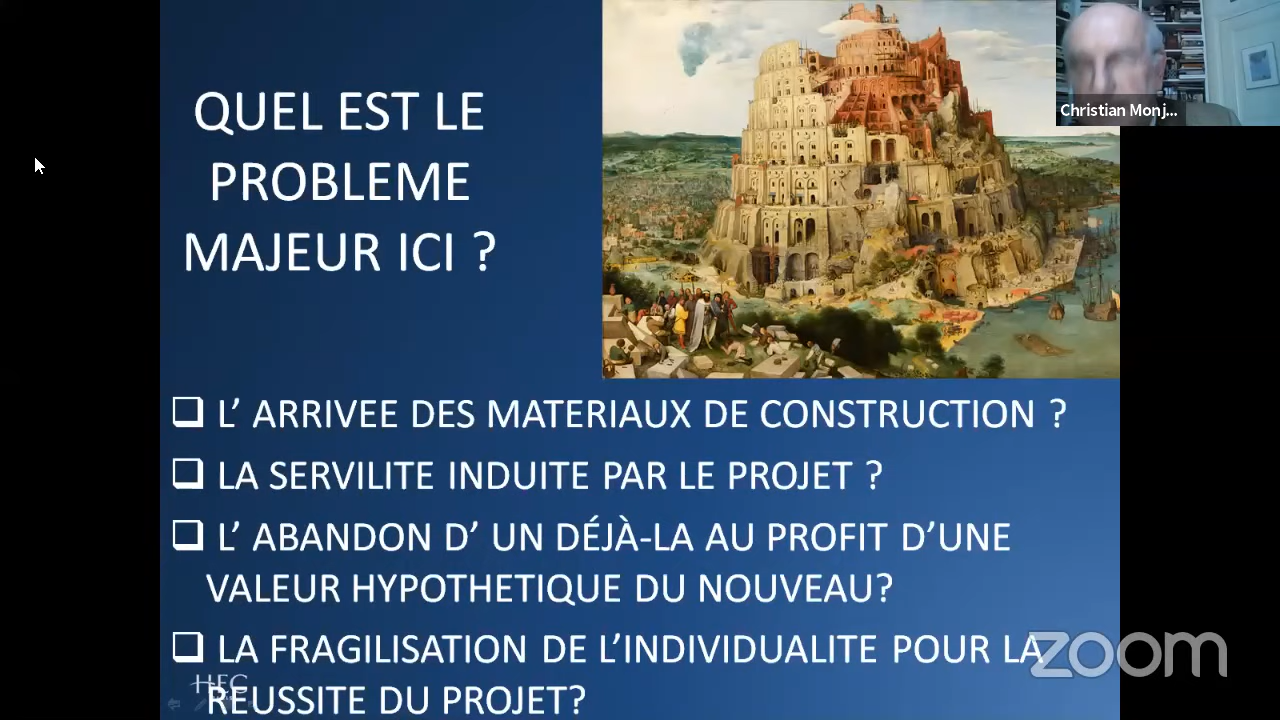 QUEL EST LE
PROBLEME
MAJEUR ICI ?
Christian Monj...
❑ L’ ARRIVEE DES MATERIAUX DE CONSTRUCTION ?
❑ LA SERVILITE INDUITE PAR LE PROJET ?
❑ L’ ABANDON D’ UN DÉJÀ-LA AU PROFIT D’UNE
VALEUR HYPOTHETIQUE DU NOUVEAU?
❑ LA FRAGILISATION DE L’INDIVIDUALITE POUR LA
REUSSITE DU PROJET?
HEC
zoom